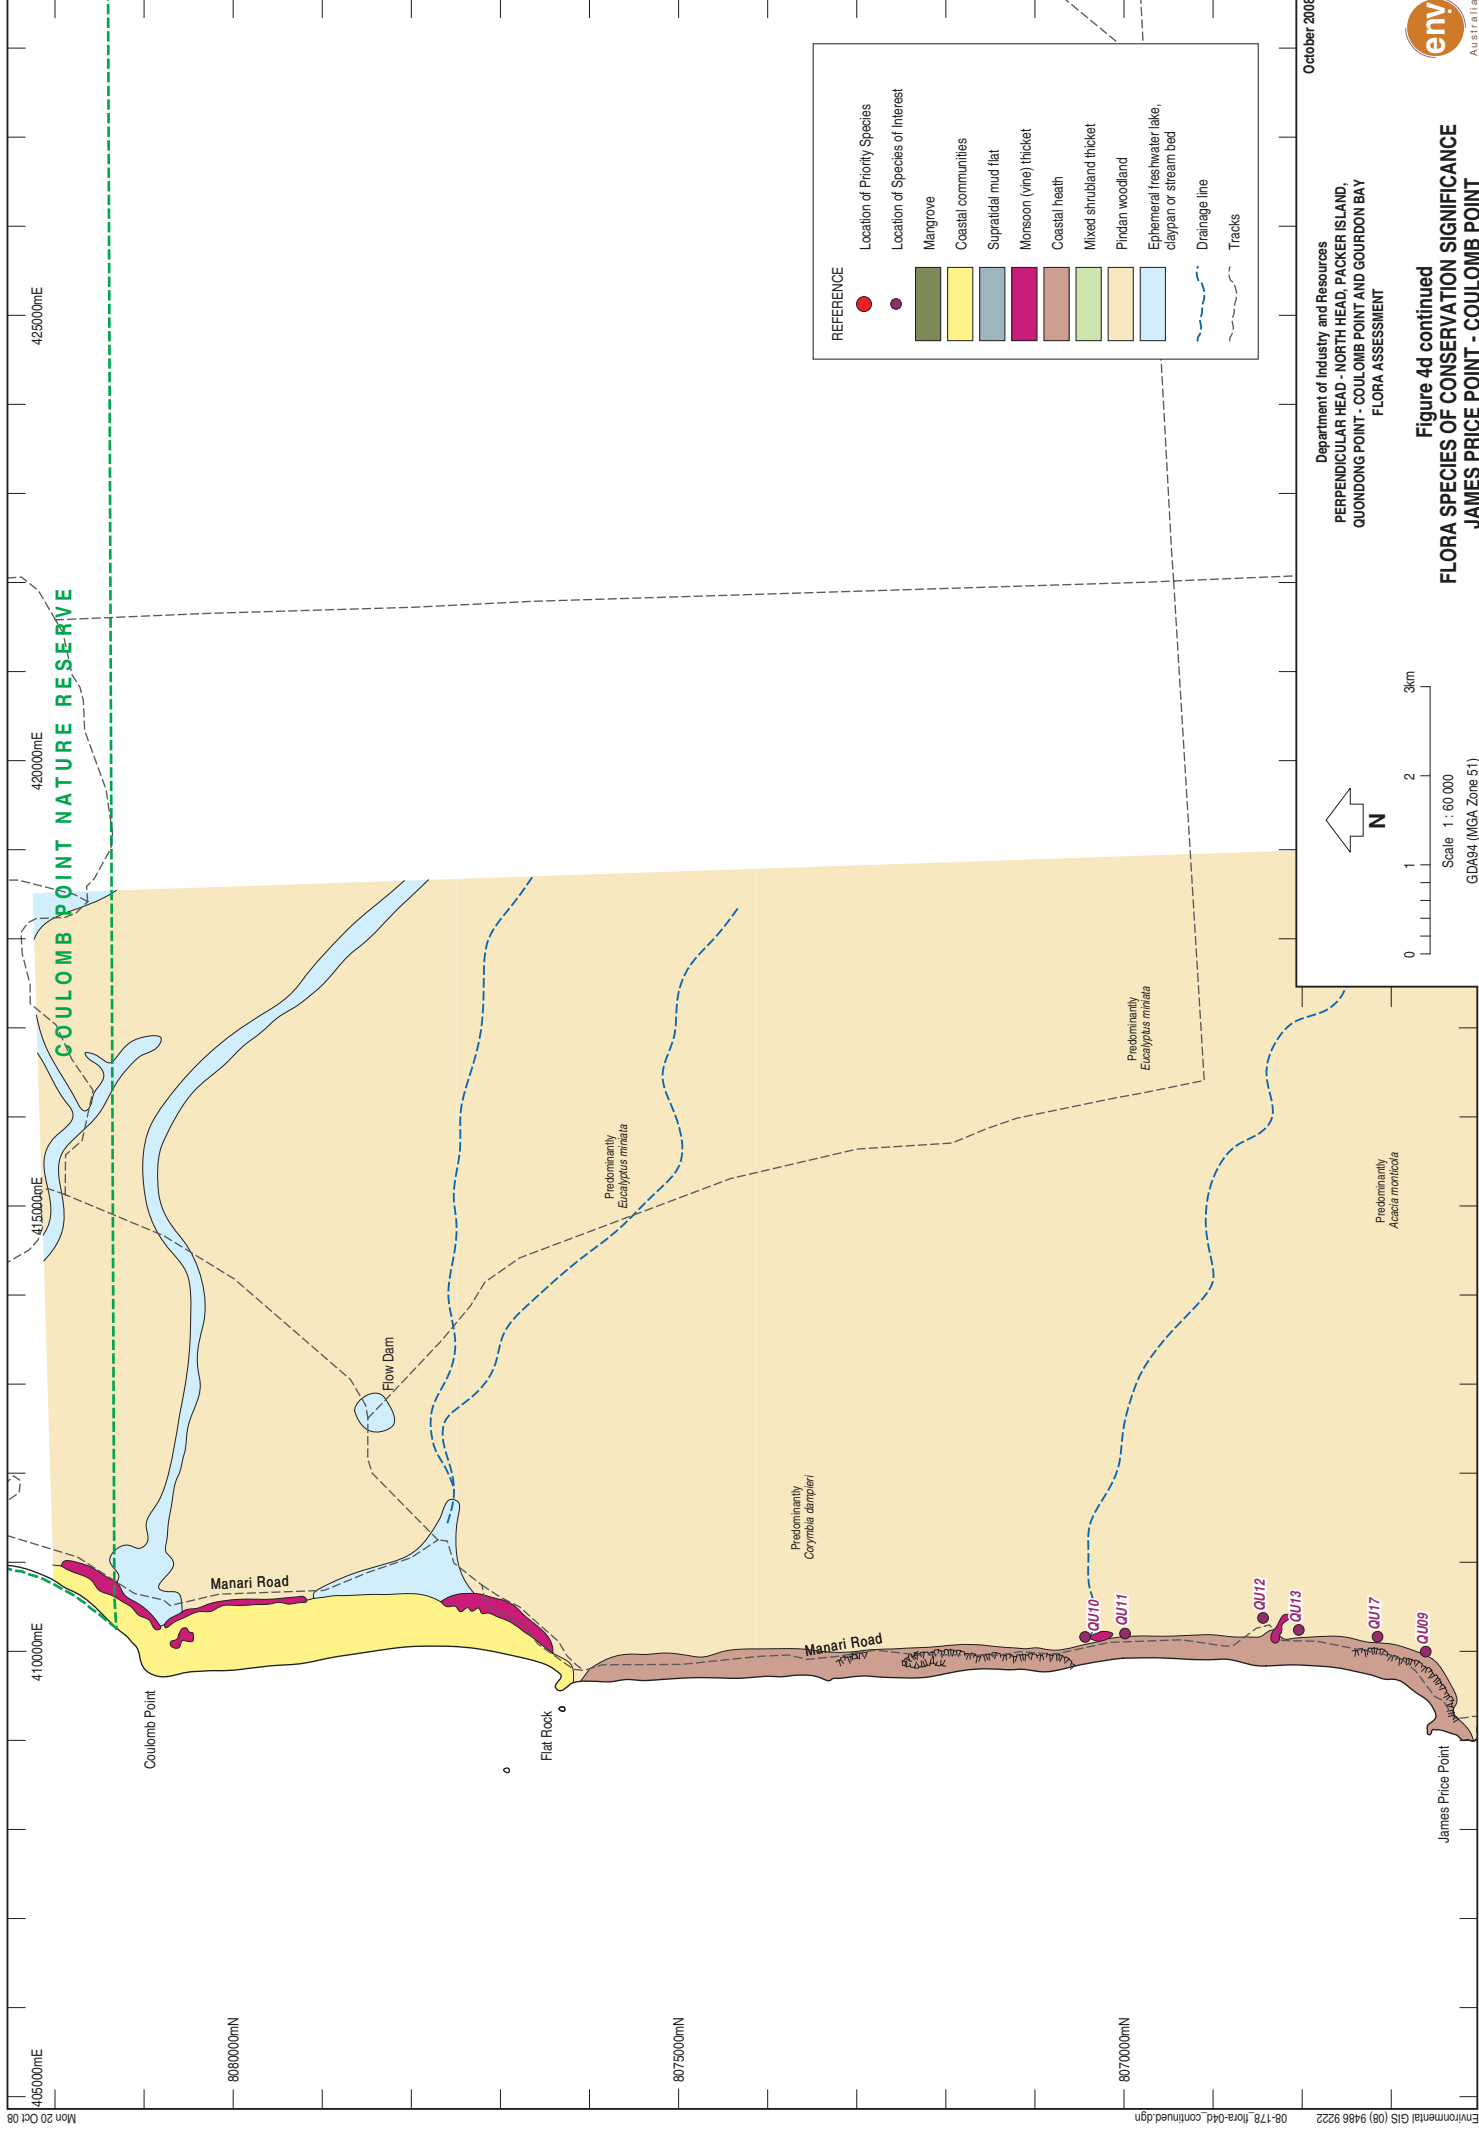 Mon 20 Oct 08
405000mE
410000mE
415000mE
420000mE
425000mE
COULOMB POINT NATURE RESERVE
8080000mN
8075000mN
8070000mN
Coulomb Point
Manari Road
Flow Dam
Flat Rock
Predominantly
Eucalyptus miniata
Predominantly
Corymbia dampieri
Manari Road
Predominantly
Eucalyptus miniata
Predominantly
Acacia monticola
QU10
QU11
QU12
QU13
QU17
QU09
James Price Point
REFERENCE
Location of Priority Species
Location of Species of Interest
Mangrove
Coastal communities
Supratidal mud flat
Monsoon (vine) thicket
Coastal heath
Mixed shrubland thicket
Pindan woodland
Ephemeral freshwater lake,
claypan or stream bed
Drainage line
Tracks
October 2008
env
Australia
Department of Industry and Resources
PERPENDICULAR HEAD - NORTH HEAD, PACKER ISLAND,
QUONDONG POINT - COULOMB POINT AND GOURDON BAY
FLORA ASSESSMENT
Figure 4d continued
FLORA SPECIES OF CONSERVATION SIGNIFICANCE
JAMES PRICE POINT - COULOMB POINT
N
0 1 2 3km
Scale 1 : 60 000
GDA94 (MGA Zone 51)
08-178_flora-04d_continued.dgn
Environmental GIS (08) 9486 9222